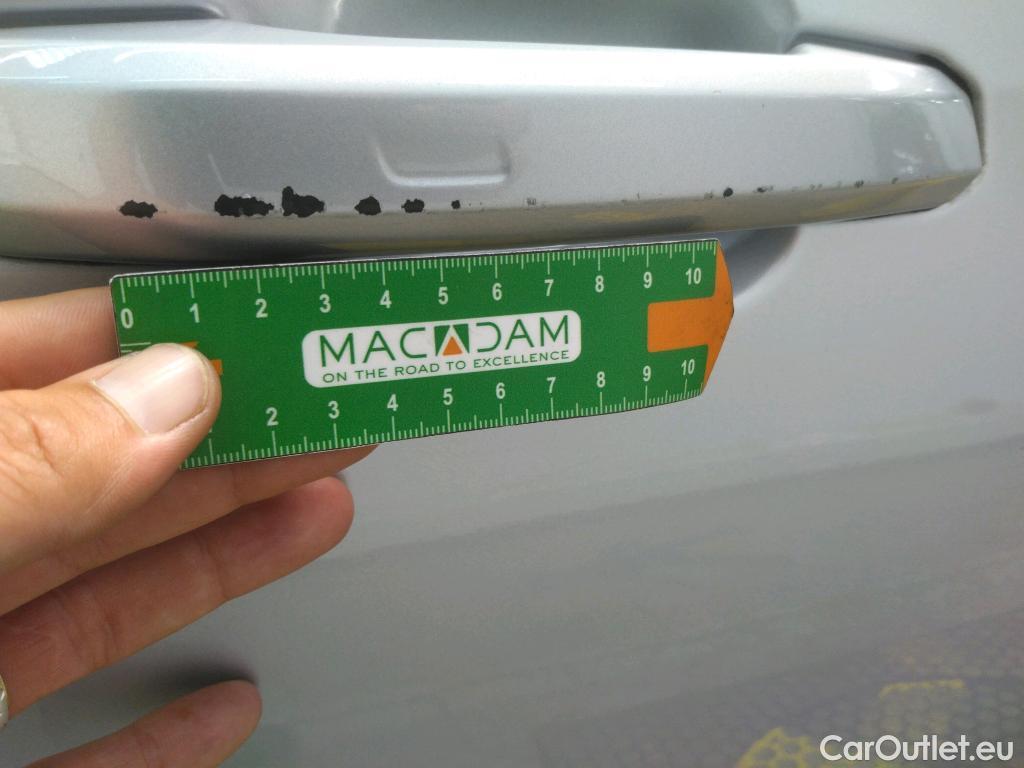 0 1 2 3 4 5 6 7 8 9 10
MACADAM
ON THE ROAD TO EXCELLENCE
2 3 4 5 6 7 8 9 10
CarOutlet.eu